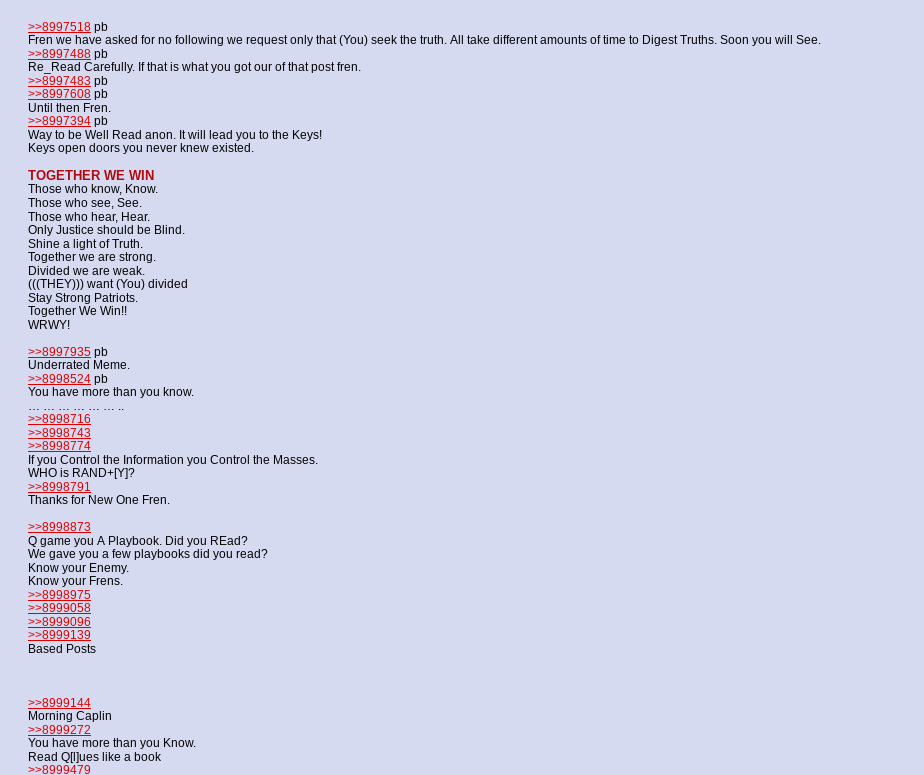 >>8997518 pb
Fren we have asked for no following we request only that (You) seek the truth. All take different amounts of time to Digest Truths. Soon you will See.
>>8997488 pb
Re_Read Carefully. If that is what you got our of that post fren.
>>8997483 pb
>>8997608 pb
Until then Fren.
>>8997394 pb
Way to be Well Read anon. It will lead you to the Keys!
Keys open doors you never knew existed.
TOGETHER WE WIN
Those who know, Know.
Those who see, See.
Those who hear, Hear.
Only Justice should be Blind.
Shine a light of Truth.
Together we are strong.
Divided we are weak.
(((THEY))) want (You) divided
Stay Strong Patriots.
Together We Win!!
WRWY!
>>8997935 pb
Underrated Meme.
>>8998524 pb
You have more than you know.
… … … … … … ..
>>8998716
>>8998743
>>8998774
If you Control the Information you Control the Masses.
WHO is RAND+[Y]?
>>8998791
Thanks for New One Fren.
>>8998873
Q game you A Playbook. Did you REad?
We gave you a few playbooks did you read?
Know your Enemy.
Know your Frens.
>>8998975
>>8999058
>>8999096
>>8999139
Based Posts
>>8999144
Morning Caplin
>>8999272
You have more than you Know.
Read Q[l]ues like a book
>>8999479